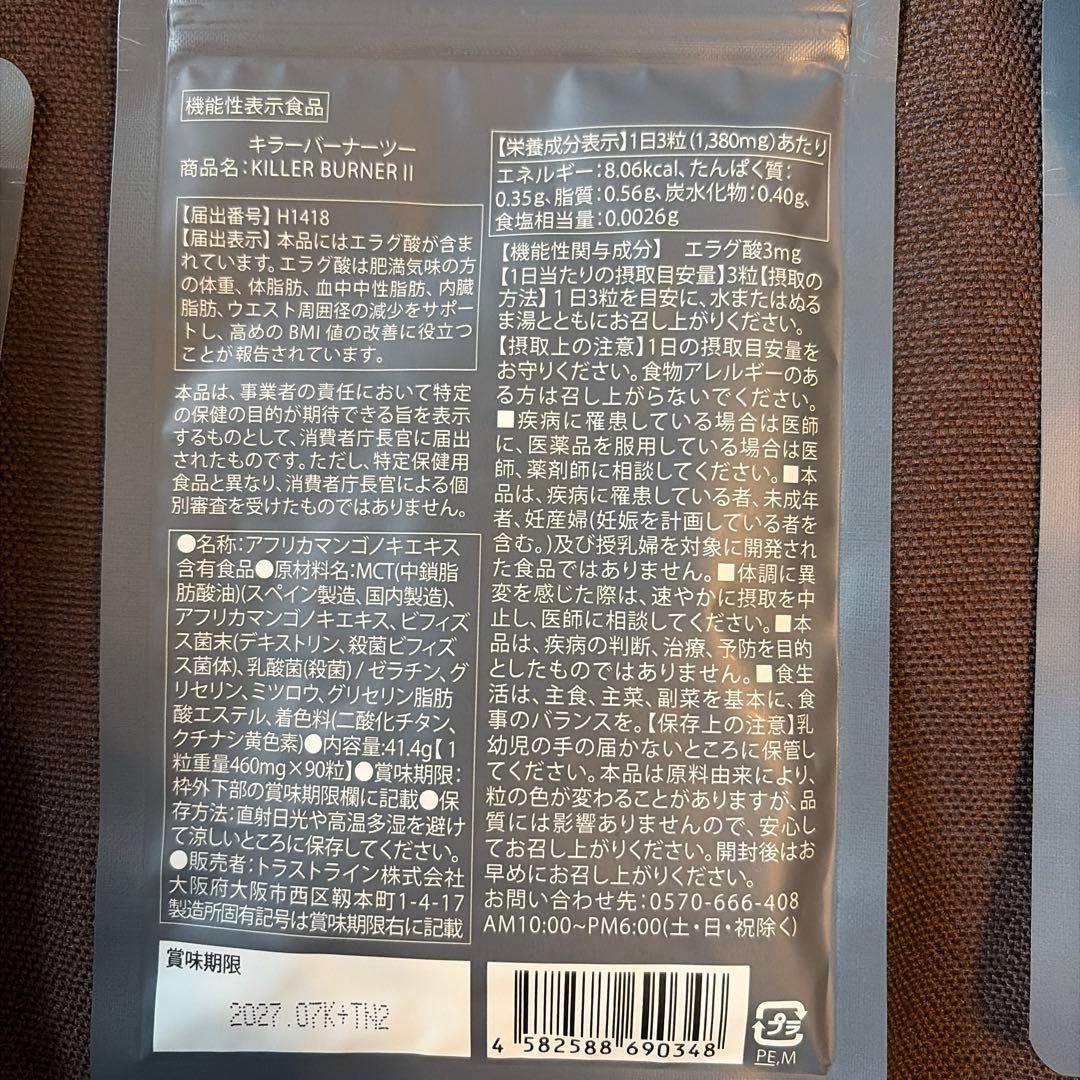 機能性表示食品
キラーバーナーツー
商品名:KILLER BURNER II
【届出番号】H1418
【届出表示】本品にはエラグ酸が含ま
れています。エラグ酸は肥満気味の方
の体重、体脂肪、血中中性脂肪、内臓
脂肪、ウエスト周囲径の減少をサポー
トし、高めのBMI値の改善に役立つ
ことが報告されています。
本品は、事業者の責任において特定
の保健の目的が期待できる旨を表示
するものとして、消費者庁長官に届出
されたものです。ただし、特定保健用
食品と異なり、消費者庁長官による個
別審査を受けたものではありません。
●名称:アフリカマンゴノキエキス
含有食品●原材料名:MCT(中鎖脂
肪酸油)(スペイン製造、国内製造)、
アフリカマンゴノキエキス、ビフィズ
ス菌末(デキストリン、殺菌ビフィズ
ス菌体)、乳酸菌(殺菌) / ゼラチン、グ
リセリン、ミツロウ、グリセリン脂肪
酸エステル、着色料(二酸化チタン、
クチナシ黄色素)●内容量:41.4g【1
粒重量460mg×90粒】●賞味期限:
枠外下部の賞味期限欄に記載●保
存方法:直射日光や高温多湿を避け
て涼しいところに保存してください。
●販売者:トラストライン株式会社
大阪府大阪市西区靱本町1-4-17
製造所固有記号は賞味期限右に記載
賞味期限
2027.07K+TN2
【栄養成分表示】1日3粒(1,380mg)あたり
エネルギー:8.06kcal、たんぱく質:
0.35g、脂質:0.56g、炭水化物:0.40g、
食塩相当量:0.0026g
【機能性関与成分】 エラグ酸3mg
【1日当たりの摂取目安量】3粒【摂取の
方法】1日3粒を目安に、水またはぬる
ま湯とともにお召し上がりください。
【摂取上の注意】1日の摂取目安量を
お守りください。食物アレルギーのあ
る方は召し上がらないでください。
■疾病に罹患している場合は医師
に、医薬品を服用している場合は医
師、薬剤師に相談してください。■本
品は、疾病に罹患している者、未成年
者、妊産婦(妊娠を計画している者を
含む。)及び授乳婦を対象に開発され
た食品ではありません。■体調に異
変を感じた際は、速やかに摂取を中
止し、医師に相談してください。■本
品は、疾病の判断、治療、予防を目的
としたものではありません。■食生
活は、主食、主菜、副菜を基本に、食
事のバランスを。【保存上の注意】乳
幼児の手の届かないところに保管し
てください。本品は原料由来により、
粒の色が変わることがありますが、品
質には影響ありませんので、安心し
てお召し上がりください。開封後はお
早めにお召し上がりください。
お問い合わせ先:0570-666-408
AM10:00~PM6:00(土・日・祝除く)
4 582588 690348
プラ
PE,M